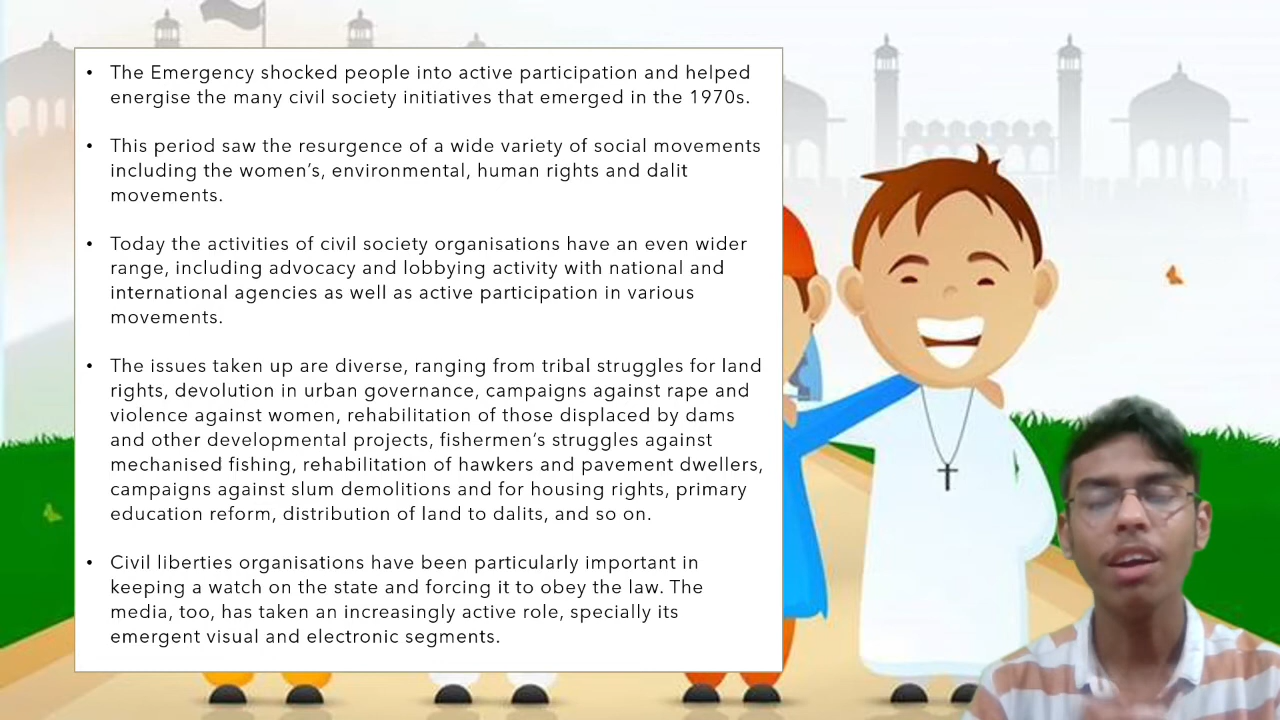 • The Emergency shocked people into active participation and helped
energise the many civil society initiatives that emerged in the 1970s.
• This period saw the resurgence of a wide variety of social movements
including the women’s, environmental, human rights and dalit
movements.
• Today the activities of civil society organisations have an even wider
range, including advocacy and lobbying activity with national and
international agencies as well as active participation in various
movements.
• The issues taken up are diverse, ranging from tribal struggles for land
rights, devolution in urban governance, campaigns against rape and
violence against women, rehabilitation of those displaced by dams
and other developmental projects, fishermen’s struggles against
mechanised fishing, rehabilitation of hawkers and pavement dwellers,
campaigns against slum demolitions and for housing rights, primary
education reform, distribution of land to dalits, and so on.
• Civil liberties organisations have been particularly important in
keeping a watch on the state and forcing it to obey the law. The
media, too, has taken an increasingly active role, specially its
emergent visual and electronic segments.